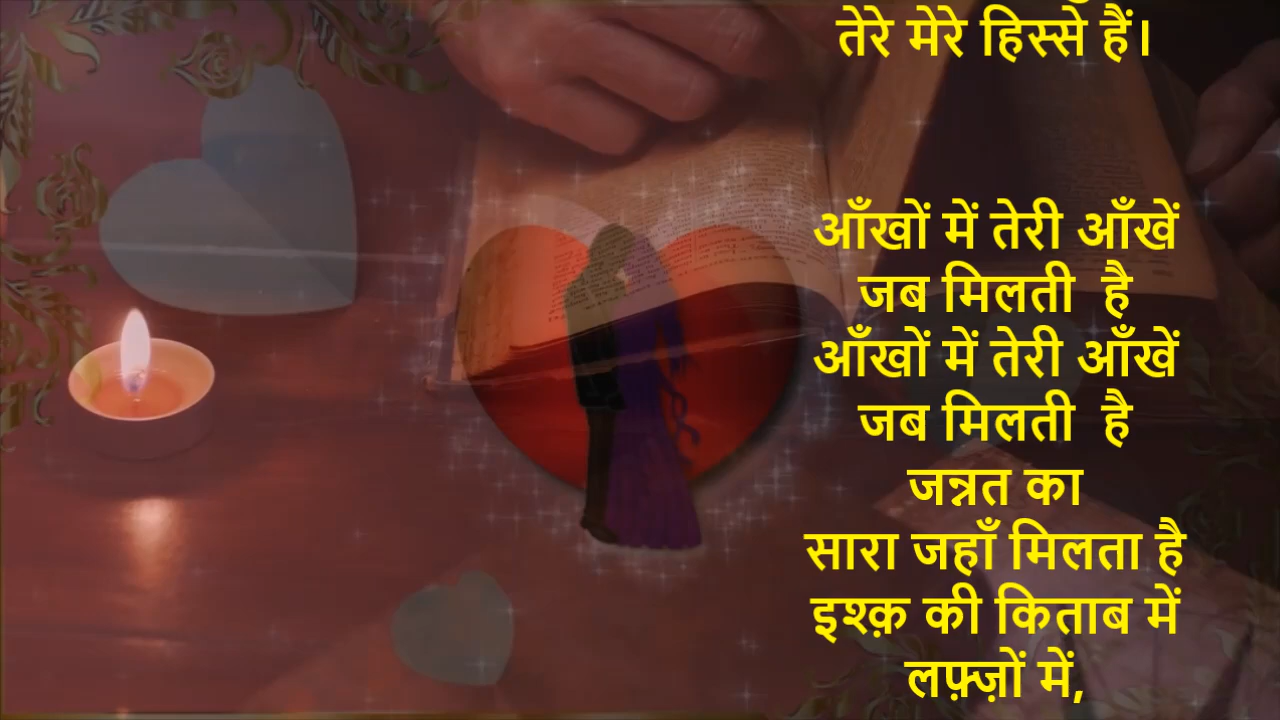 तेरे मेरे हिस्से हैं।
आँखों में तेरी आँखें
जब मिलती  है
आँखों में तेरी आँखें
जब मिलती  है
जन्नत का
सारा जहाँ मिलता है
इश्क़ की किताब में
लफ़्ज़ों में,